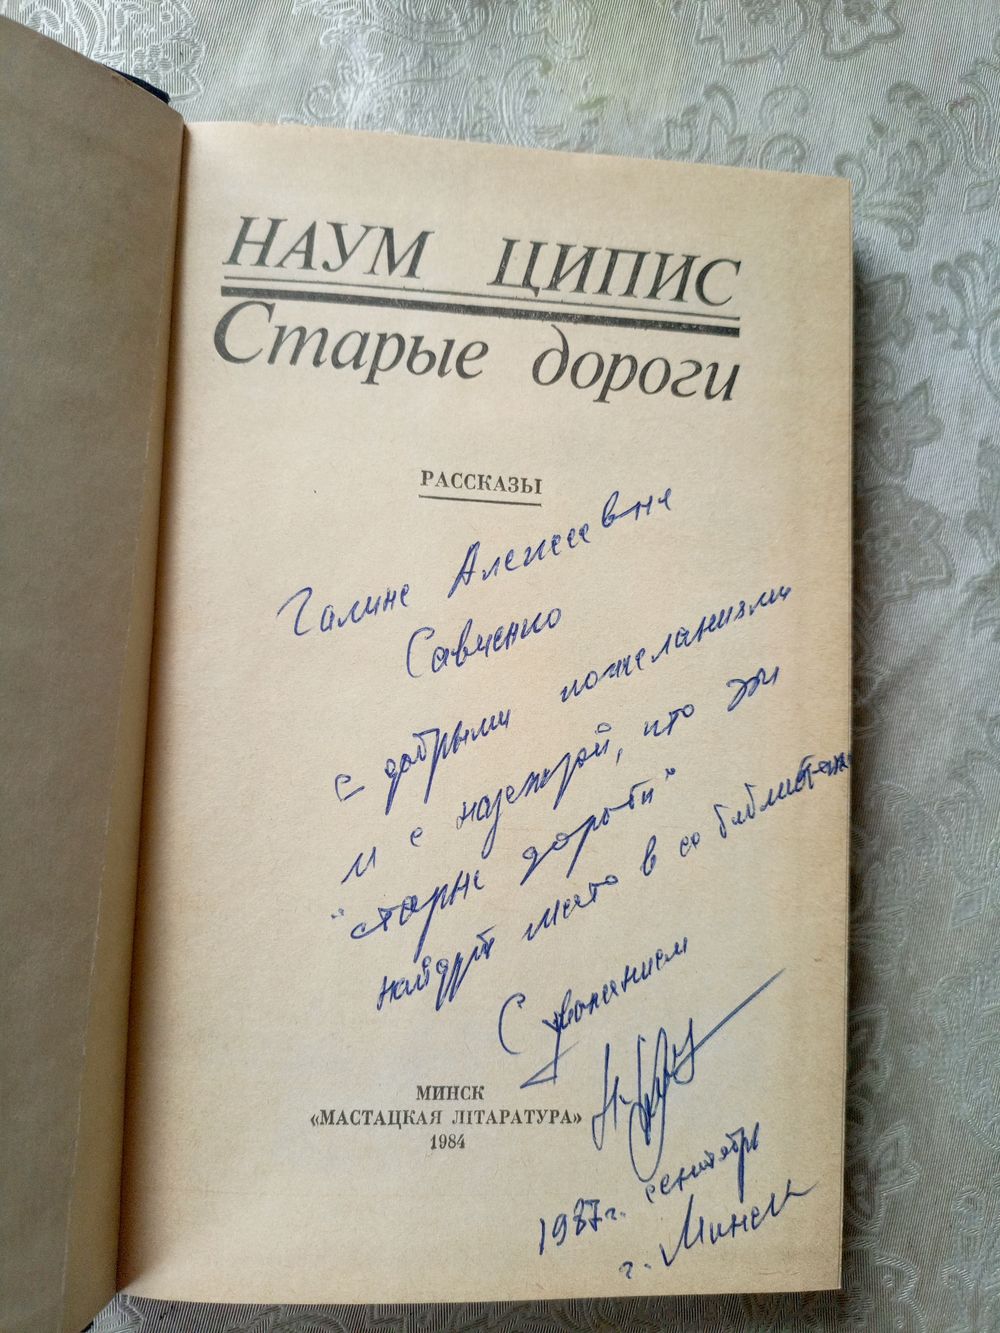 НАУМ ЦИПИС
Старые дороги
РАССКАЗЫ
Галине Алексеевне
Савченко
с добрыми пожеланиями
и с надеждой, что эти
"старые дороги"
найдут место в ее библиотеке
С уважением
1987 г. сентябрь
г. Минск
МИНСК
«МАСТАЦКАЯ ЛІТАРАТУРА»
1984